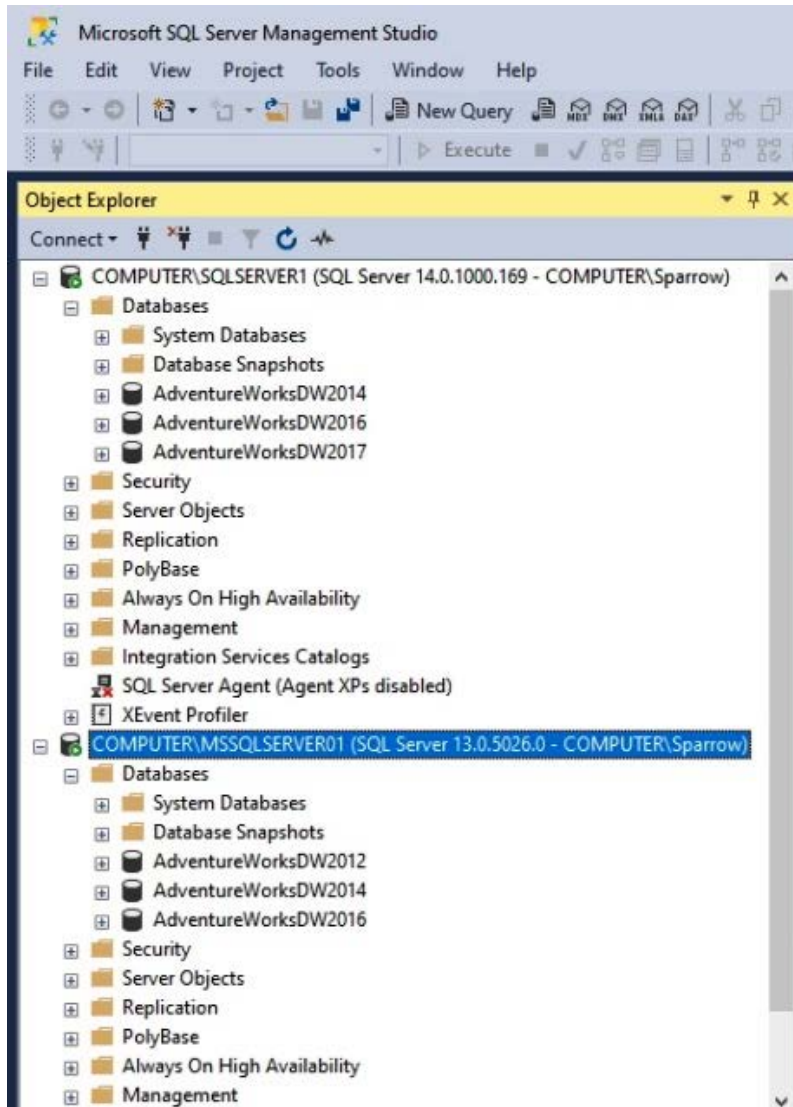 Microsoft SQL Server Management Studio
File Edit View Project Tools Window Help
New Query MDX DMX XMLA DAX
Execute
Object Explorer
Connect
COMPUTER\SQLSERVER1 (SQL Server 14.0.1000.169 - COMPUTER\Sparrow)
Databases
System Databases
Database Snapshots
AdventureWorksDW2014
AdventureWorksDW2016
AdventureWorksDW2017
Security
Server Objects
Replication
PolyBase
Always On High Availability
Management
Integration Services Catalogs
SQL Server Agent (Agent XPs disabled)
XEvent Profiler
COMPUTER\MSSQLSERVER01 (SQL Server 13.0.5026.0 - COMPUTER\Sparrow)
Databases
System Databases
Database Snapshots
AdventureWorksDW2012
AdventureWorksDW2014
AdventureWorksDW2016
Security
Server Objects
Replication
PolyBase
Always On High Availability
Management